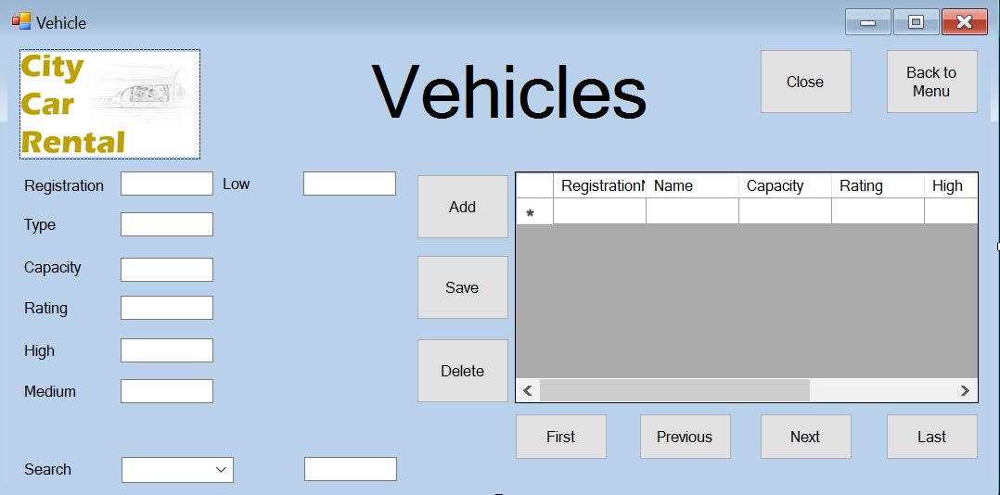 Vehicle
City
Car
Rental
Vehicles
Close
Back to
Menu
Registration
Low
Type
Capacity
Rating
High
Medium
Search
Add
Save
Delete
RegistrationN Name Capacity Rating High
*
First Previous Next Last